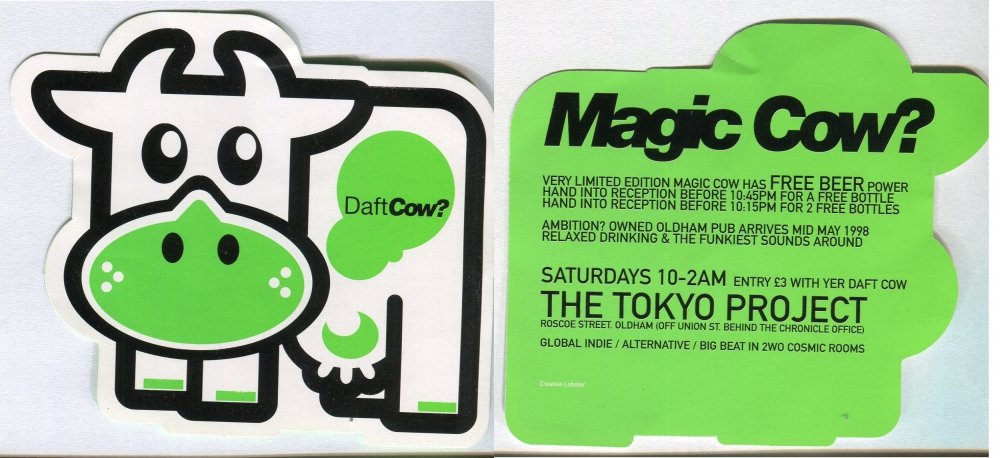 DaftCow?
Magic Cow?
VERY LIMITED EDITION MAGIC COW HAS FREE BEER POWER
HAND INTO RECEPTION BEFORE 10:45PM FOR A FREE BOTTLE
HAND INTO RECEPTION BEFORE 10:15PM FOR 2 FREE BOTTLES
AMBITION? OWNED OLDHAM PUB ARRIVES MID MAY 1998
RELAXED DRINKING & THE FUNKIEST SOUNDS AROUND
SATURDAYS 10-2AM ENTRY £3 WITH YER DAFT COW
THE TOKYO PROJECT
ROSCOE STREET. OLDHAM (OFF UNION ST. BEHIND THE CHRONICLE OFFICE)
GLOBAL INDIE / ALTERNATIVE / BIG BEAT IN 2WO COSMIC ROOMS
Creative Lobster